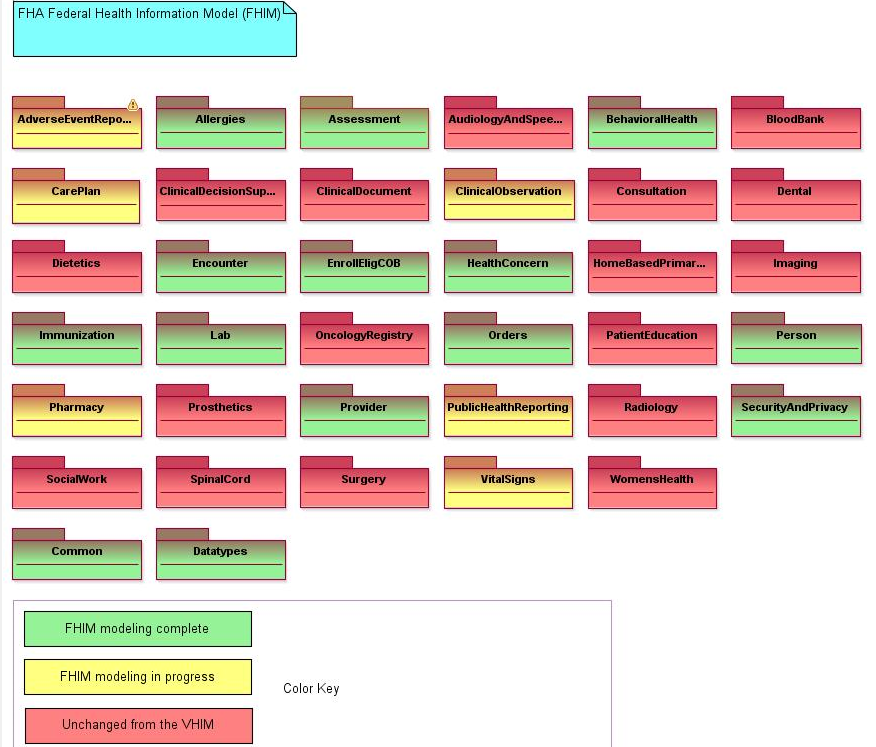 FHA Federal Health Information Model (FHIM)
AdverseEventRepo... Allergies Assessment AudiologyAndSpee... BehavioralHealth BloodBank
CarePlan ClinicalDecisionSup... ClinicalDocument ClinicalObservation Consultation Dental
Dietetics Encounter EnrollEligCOB HealthConcern HomeBasedPrimar... Imaging
Immunization Lab OncologyRegistry Orders PatientEducation Person
Pharmacy Prosthetics Provider PublicHealthReporting Radiology SecurityAndPrivacy
SocialWork SpinalCord Surgery VitalSigns WomensHealth
Common Datatypes
FHIM modeling complete
FHIM modeling in progress
Color Key
Unchanged from the VHIM